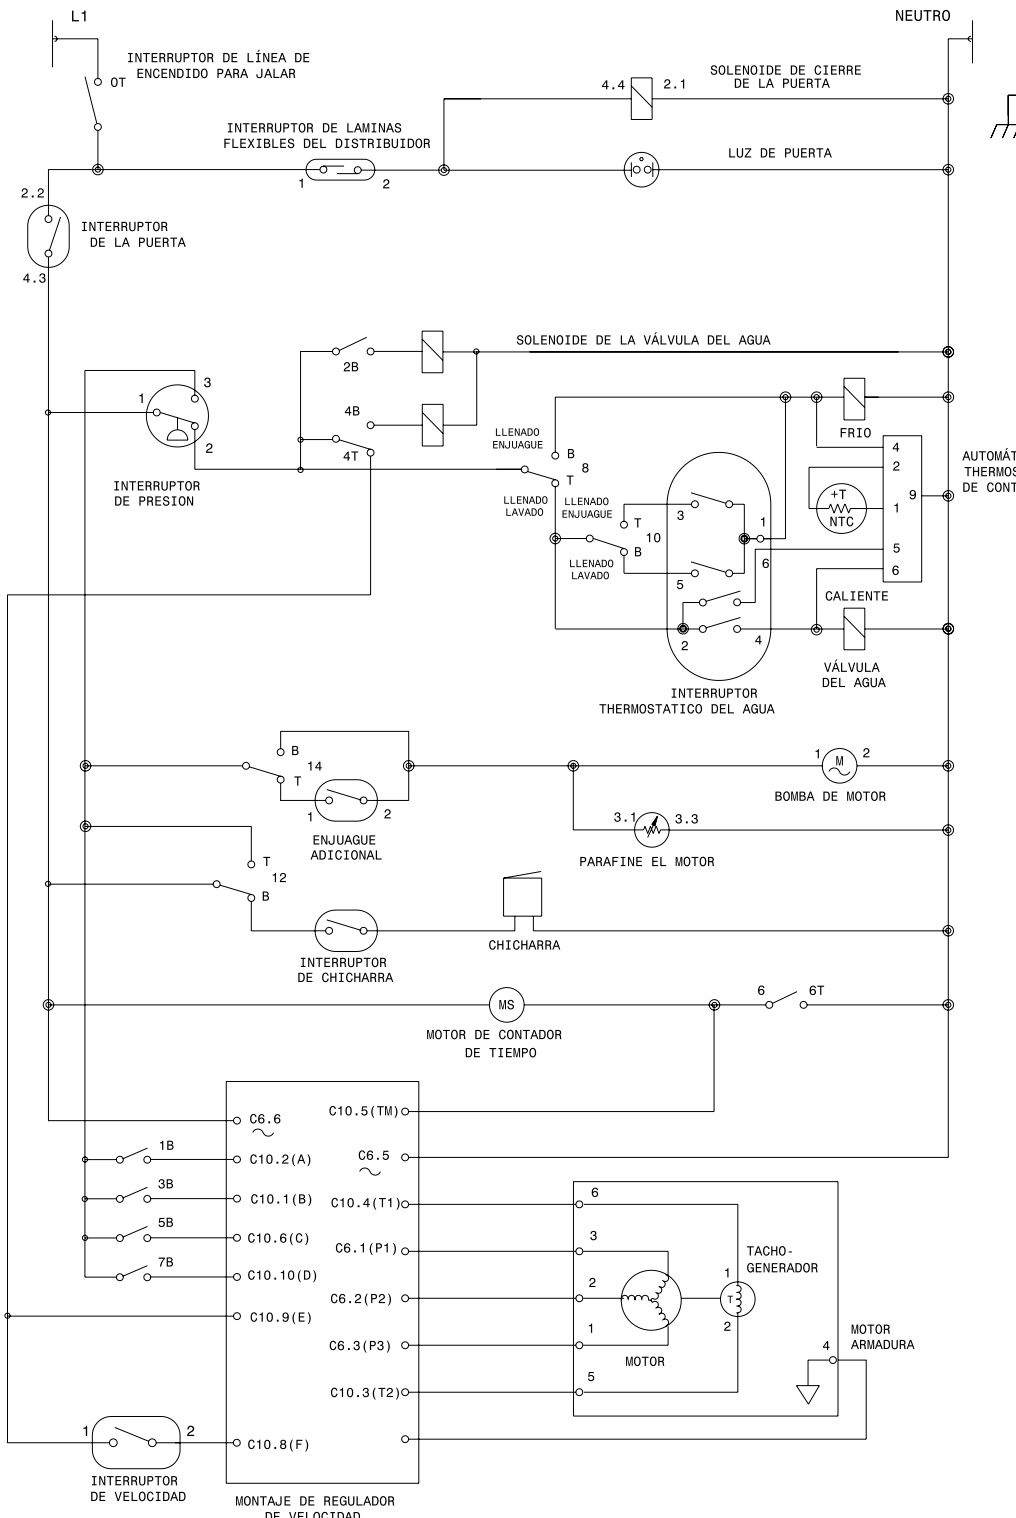 L1
NEUTRO
INTERRUPTOR DE LÍNEA DE
ENCENDIDO PARA JALAR
OT
SOLENOIDE DE CIERRE
DE LA PUERTA
4.4
2.1
INTERRUPTOR DE LAMINAS
FLEXIBLES DEL DISTRIBUIDOR
1
2
LUZ DE PUERTA
2.2
INTERRUPTOR
DE LA PUERTA
4.3
SOLENOIDE DE LA VÁLVULA DEL AGUA
2B
3
1
2
4B
4T
INTERRUPTOR
DE PRESION
LLENADO
ENJUAGUE
B
8
T
LLENADO
LAVADO
LLENADO
ENJUAGUE
T
10
B
LLENADO
LAVADO
3
1
5
6
2
4
FRIO
4
2
9
1
5
6
+T
NTC
AUTOMÁT
THERMOS
DE CONT
CALIENTE
VÁLVULA
DEL AGUA
INTERRUPTOR
THERMOSTATICO DEL AGUA
B
14
T
1
2
ENJUAGUE
ADICIONAL
1
M
2
BOMBA DE MOTOR
3.1
3.3
PARAFINE EL MOTOR
T
12
B
INTERRUPTOR
DE CHICHARRA
CHICHARRA
MS
MOTOR DE CONTADOR
DE TIEMPO
6
6T
C6.6
C10.5(TM)
1B
C10.2(A)
C6.5
3B
C10.1(B)
C10.4(T1)
6
5B
C10.6(C)
C6.1(P1)
3
7B
C10.10(D)
C6.2(P2)
2
C10.9(E)
C6.3(P3)
1
C10.3(T2)
5
MOTOR
TACHO-
GENERADOR
1
T
2
MOTOR
ARMADURA
4
1
2
C10.8(F)
INTERRUPTOR
DE VELOCIDAD
MONTAJE DE REGULADOR
DE VELOCIDAD